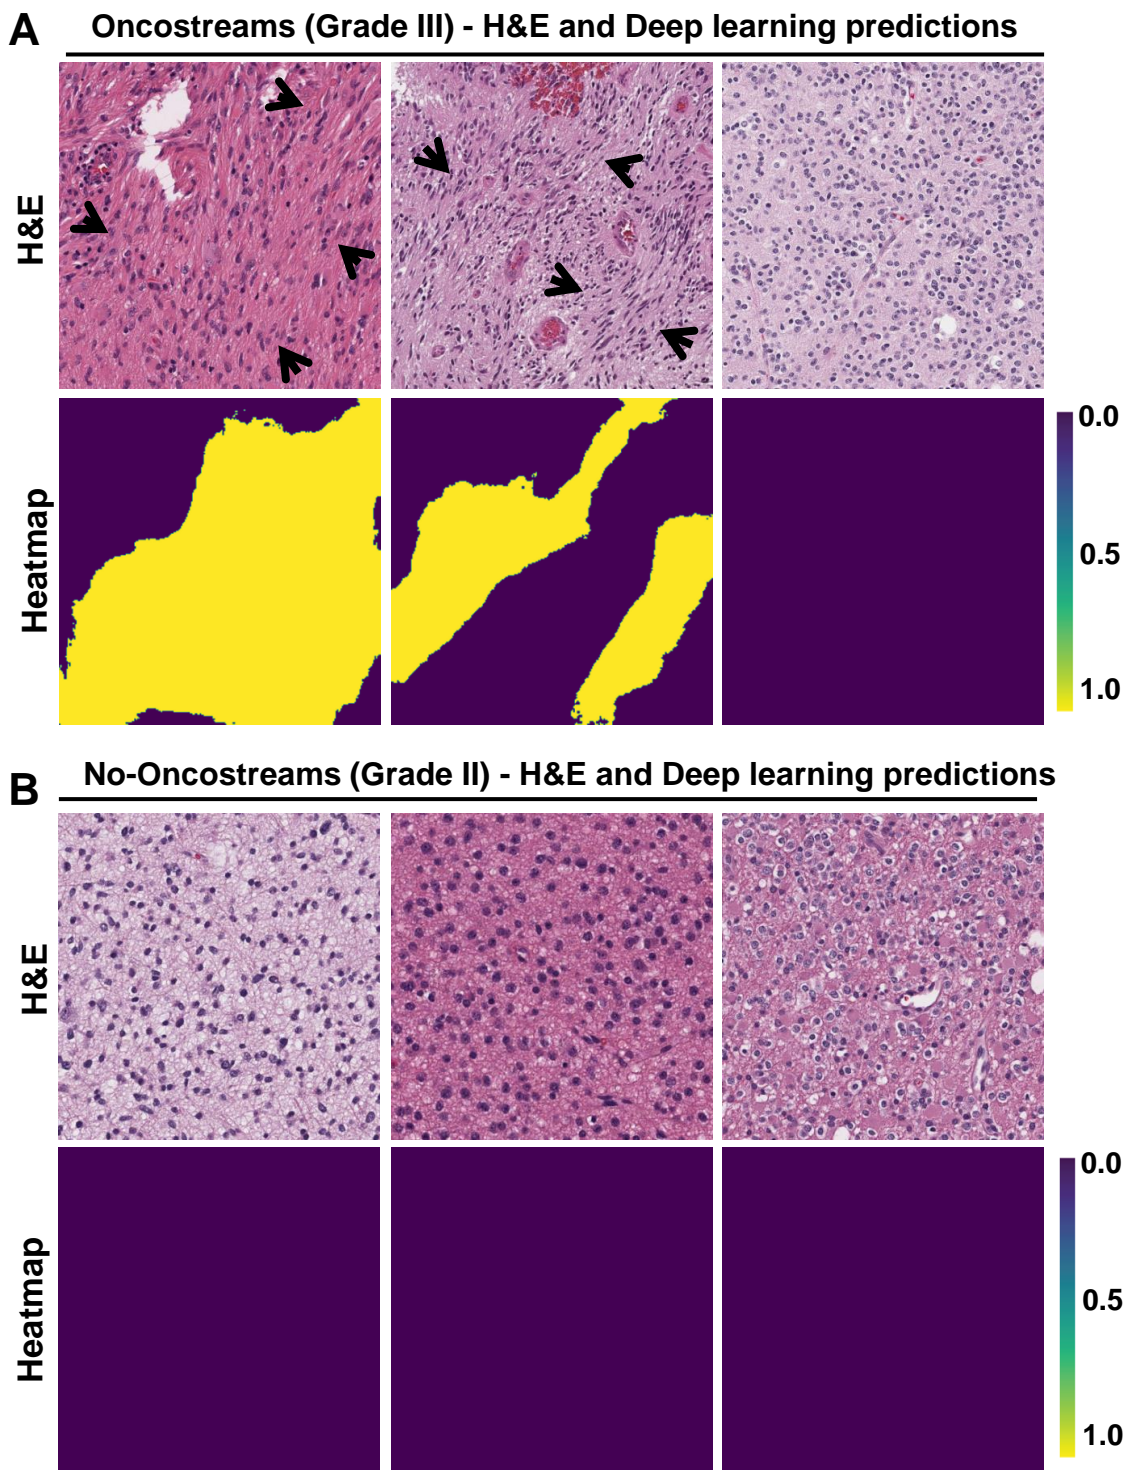 A
Oncostreams (Grade III) - H&E and Deep learning predictions
H&E
Heatmap
0.0
0.5
1.0
B
No-Oncostreams (Grade II) - H&E and Deep learning predictions
H&E
Heatmap
0.0
0.5
1.0